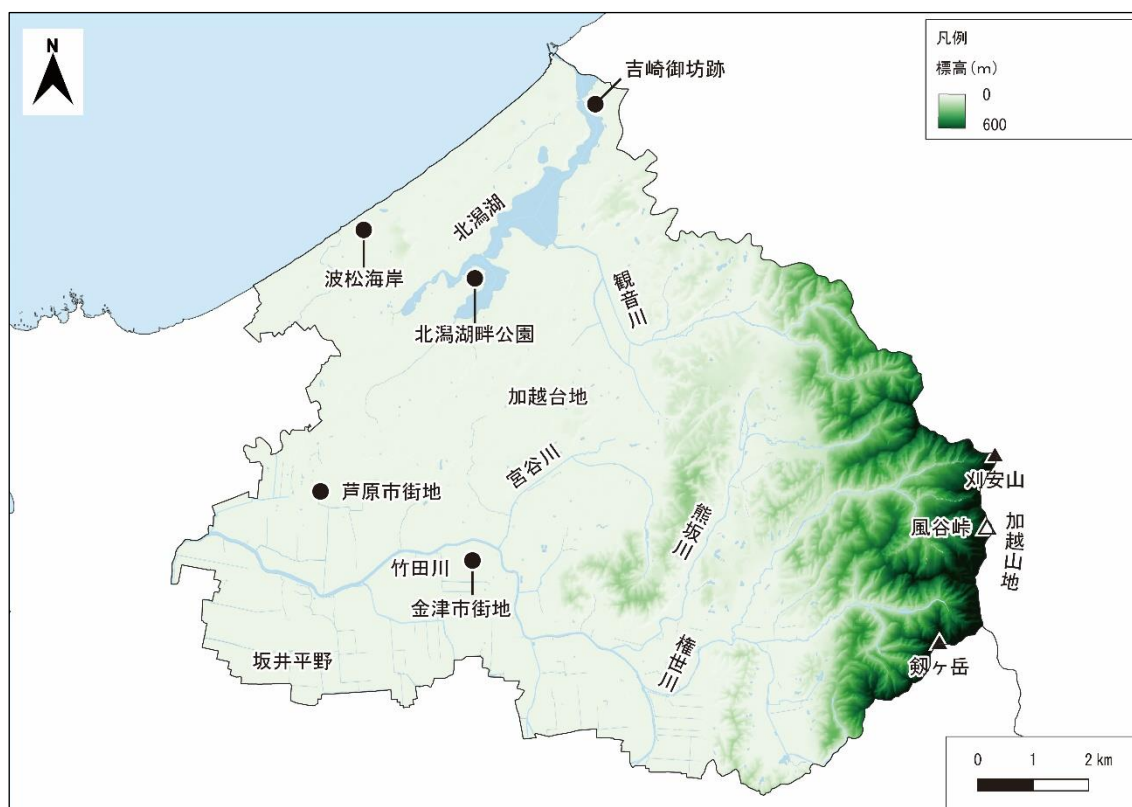 N
凡例
標高(m)
0
600
吉崎御坊跡
北潟湖
波松海岸
北潟湖畔公園
観音川
加越台地
宮谷川
刈安山
芦原市街地
熊坂川
風谷峠
加越山地
竹田川
金津市街地
権世川
剱ヶ岳
坂井平野
0 1 2 km